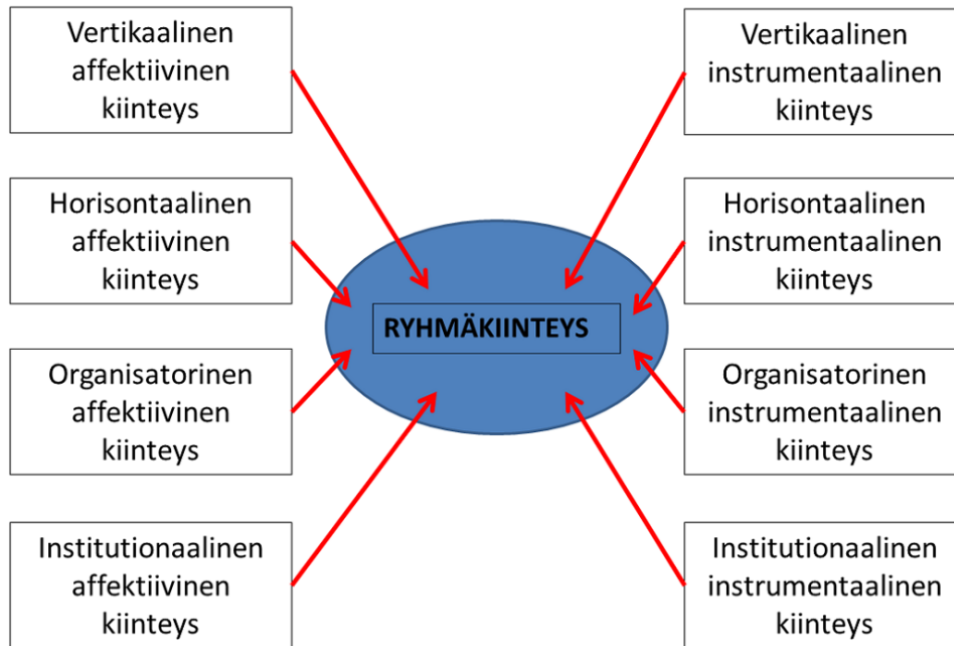 Vertikaalinen
affektiivinen
kiinteys
Vertikaalinen
instrumentaalinen
kiinteys
Horisontaalinen
affektiivinen
kiinteys
Horisontaalinen
instrumentaalinen
kiinteys
RYHMÄKIINTEYS
Organisatorinen
affektiivinen
kiinteys
Organisatorinen
instrumentaalinen
kiinteys
Institutionaalinen
affektiivinen
kiinteys
Institutionaalinen
instrumentaalinen
kiinteys